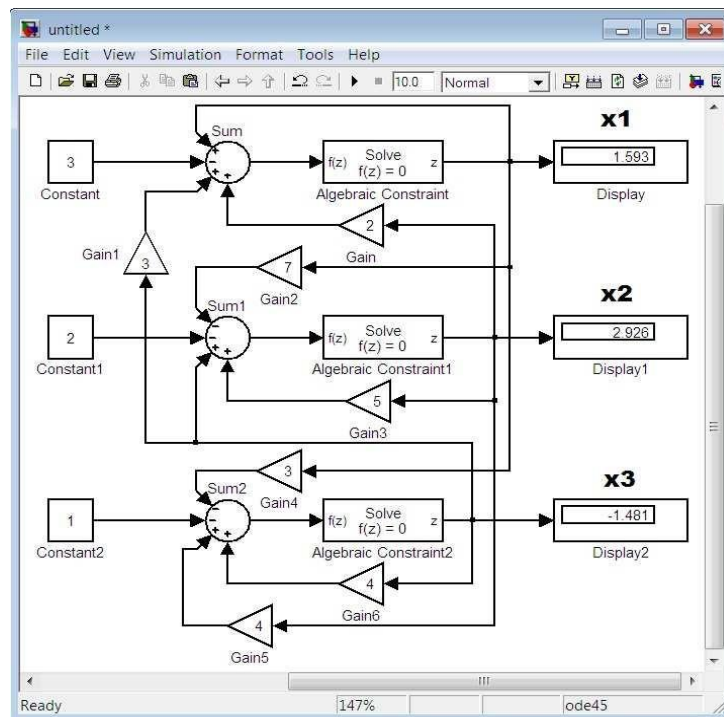 untitled *
File Edit View Simulation Format Tools Help
10.0 Normal
x1
Sum
3
Constant
f(z) Solve f(z) = 0 z
Algebraic Constraint
1.593
Display
2
Gain
Gain1
3
7
Gain2
x2
Sum1
2
Constant1
f(z) Solve f(z) = 0 z
Algebraic Constraint1
2.926
Display1
5
Gain3
3
Gain4
x3
Sum2
1
Constant2
f(z) Solve f(z) = 0 z
Algebraic Constraint2
-1.481
Display2
4
Gain6
4
Gain5
Ready 147% ode45